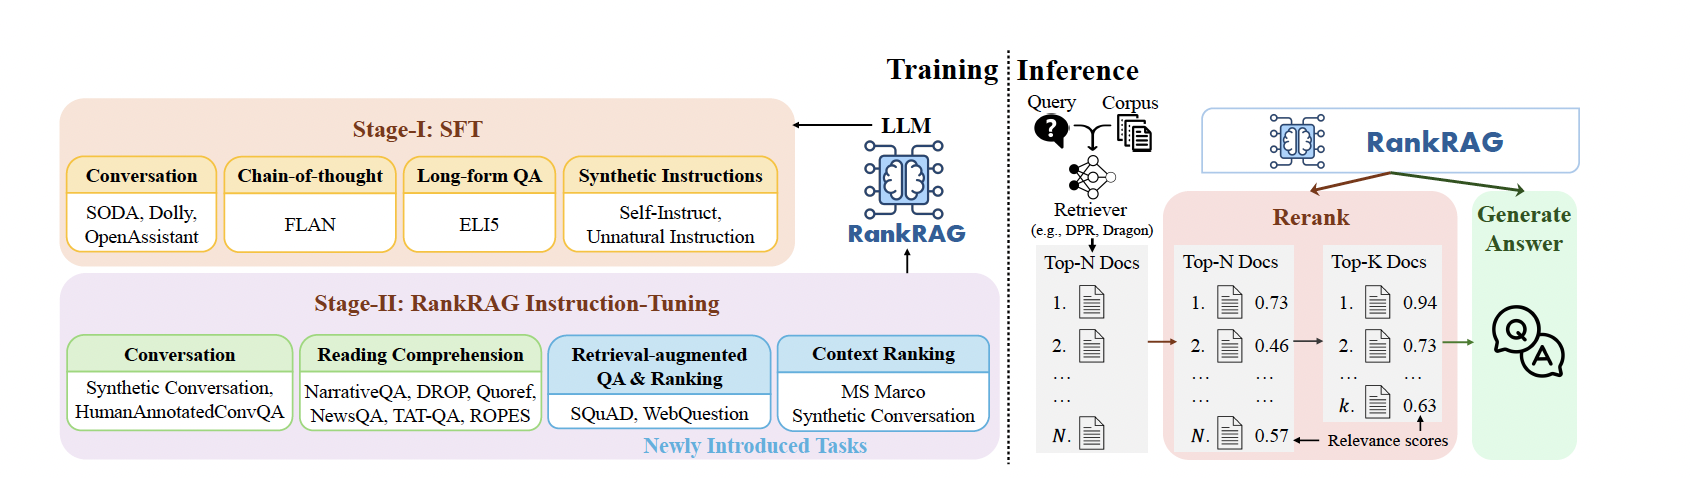 Training
Inference
Stage-I: SFT
Conversation
SODA, Dolly,
OpenAssistant
Chain-of-thought
FLAN
Long-form QA
ELI5
Synthetic Instructions
Self-Instruct,
Unnatural Instruction
LLM
RankRAG
Stage-II: RankRAG Instruction-Tuning
Conversation
Synthetic Conversation,
HumanAnnotatedConvQA
Reading Comprehension
NarrativeQA, DROP, Quoref,
NewsQA, TAT-QA, ROPES
Retrieval-augmented
QA & Ranking
SQuAD, WebQuestion
Context Ranking
MS Marco
Synthetic Conversation
Newly Introduced Tasks
Query
Corpus
?
Retriever
(e.g., DPR, Dragon)
Top-N Docs
1.
2.
...
...
N.
RankRAG
Rerank
Top-N Docs
1. 0.73
2. 0.46
... ...
... ...
N. 0.57
Top-K Docs
1. 0.94
2. 0.73
... ...
k. 0.63
Relevance scores
Generate
Answer
Q
A